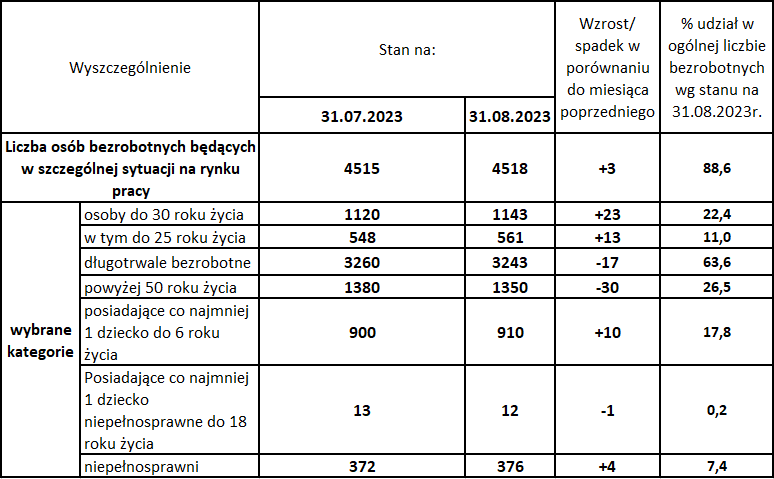 Wyszczególnienie
Stan na:
Wzrost/
spadek w
porównaniu
do miesiąca
poprzedniego
% udział w
ogólnej liczbie
bezrobotnych
wg stanu na
31.08.2023r.
31.07.2023
31.08.2023
Liczba osób bezrobotnych będących
w szczególnej sytuacji na rynku
pracy
4515
4518
+3
88,6
wybrane
kategorie
osoby do 30 roku życia
1120
1143
+23
22,4
w tym do 25 roku życia
548
561
+13
11,0
długotrwale bezrobotne
3260
3243
-17
63,6
powyżej 50 roku życia
1380
1350
-30
26,5
posiadające co najmniej
1 dziecko do 6 roku
życia
900
910
+10
17,8
Posiadające co najmniej
1 dziecko
niepełnosprawne do 18
roku życia
13
12
-1
0,2
niepełnosprawni
372
376
+4
7,4